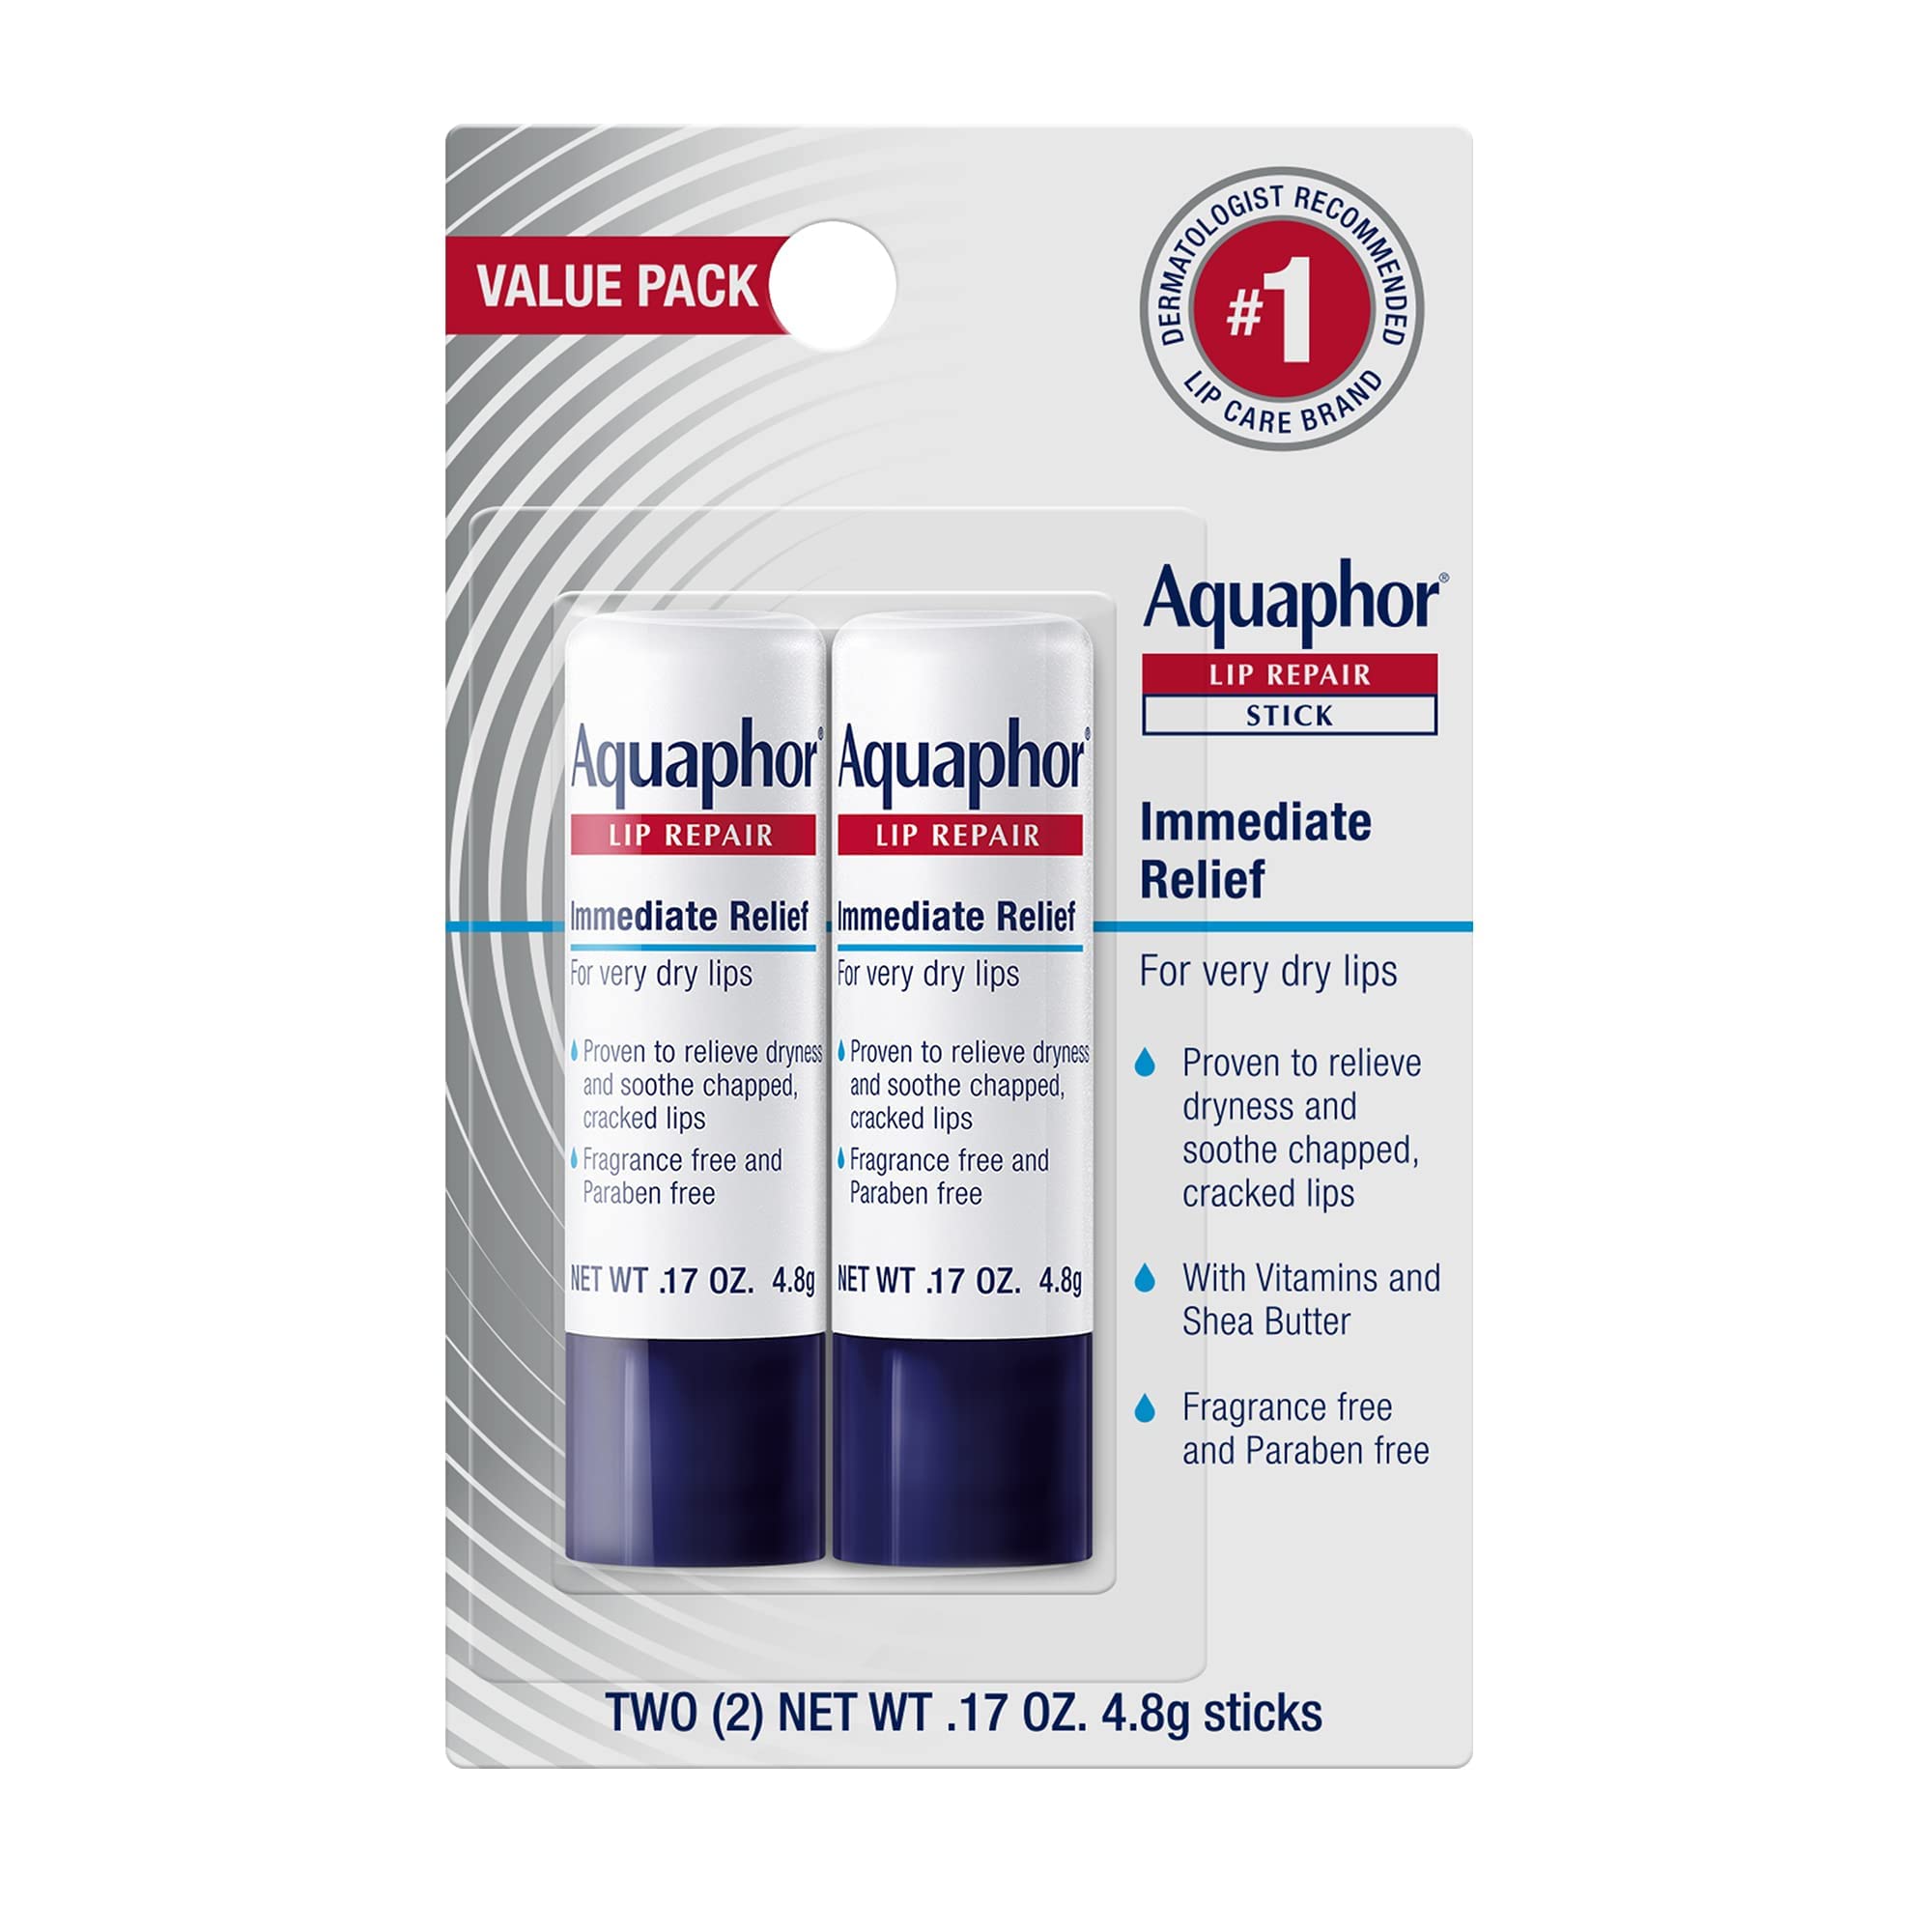 VALUE PACK
DERMATOLOGIST RECOMMENDED
#1
LIP CARE BRAND
Aquaphor®
LIP REPAIR
STICK
Immediate
Relief
For very dry lips
Proven to relieve
dryness and
soothe chapped,
cracked lips
With Vitamins and
Shea Butter
Fragrance free
and Paraben free
Aquaphor®
LIP REPAIR
Immediate Relief
For very dry lips
Proven to relieve dryness
and soothe chapped,
cracked lips
Fragrance free and
Paraben free
NET WT .17 OZ. 4.8g
Aquaphor®
LIP REPAIR
Immediate Relief
For very dry lips
Proven to relieve dryness
and soothe chapped,
cracked lips
Fragrance free and
Paraben free
NET WT .17 OZ. 4.8g
TWO (2) NET WT .17 OZ. 4.8g sticks